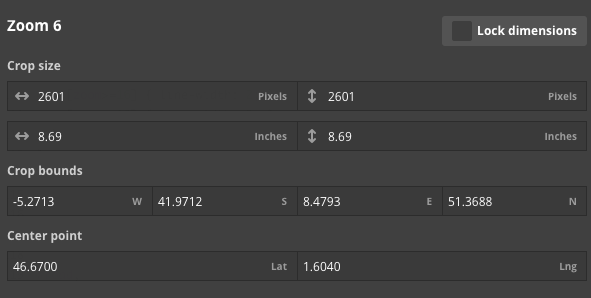 Zoom 6
Lock dimensions
Crop size
2601 Pixels 2601 Pixels
8.69 Inches 8.69 Inches
Crop bounds
-5.2713 W 41.9712 S 8.4793 E 51.3688 N
Center point
46.6700 Lat 1.6040 Lng